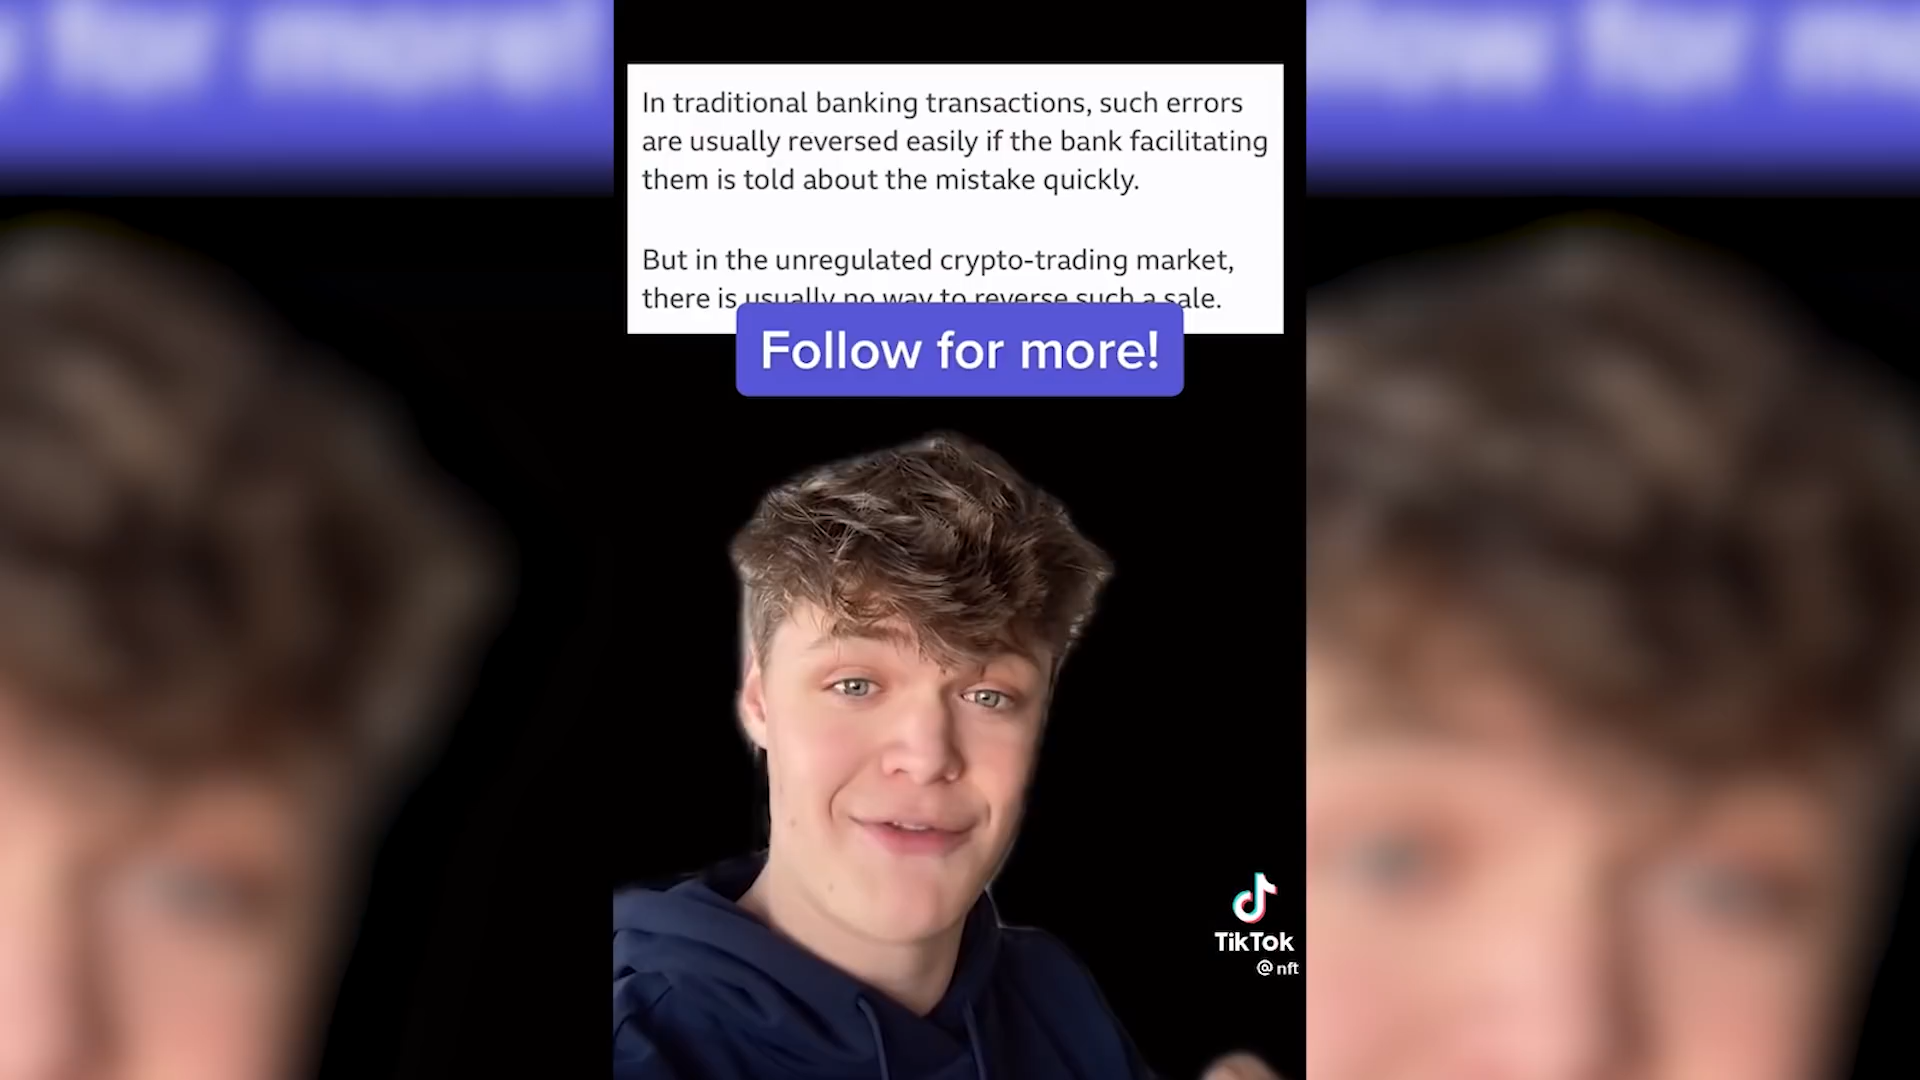 In traditional banking transactions, such errors
are usually reversed easily if the bank facilitating
them is told about the mistake quickly.
But in the unregulated crypto-trading market,
there is usually no way to reverse such a sale.
Follow for more!
TikTok
@nft